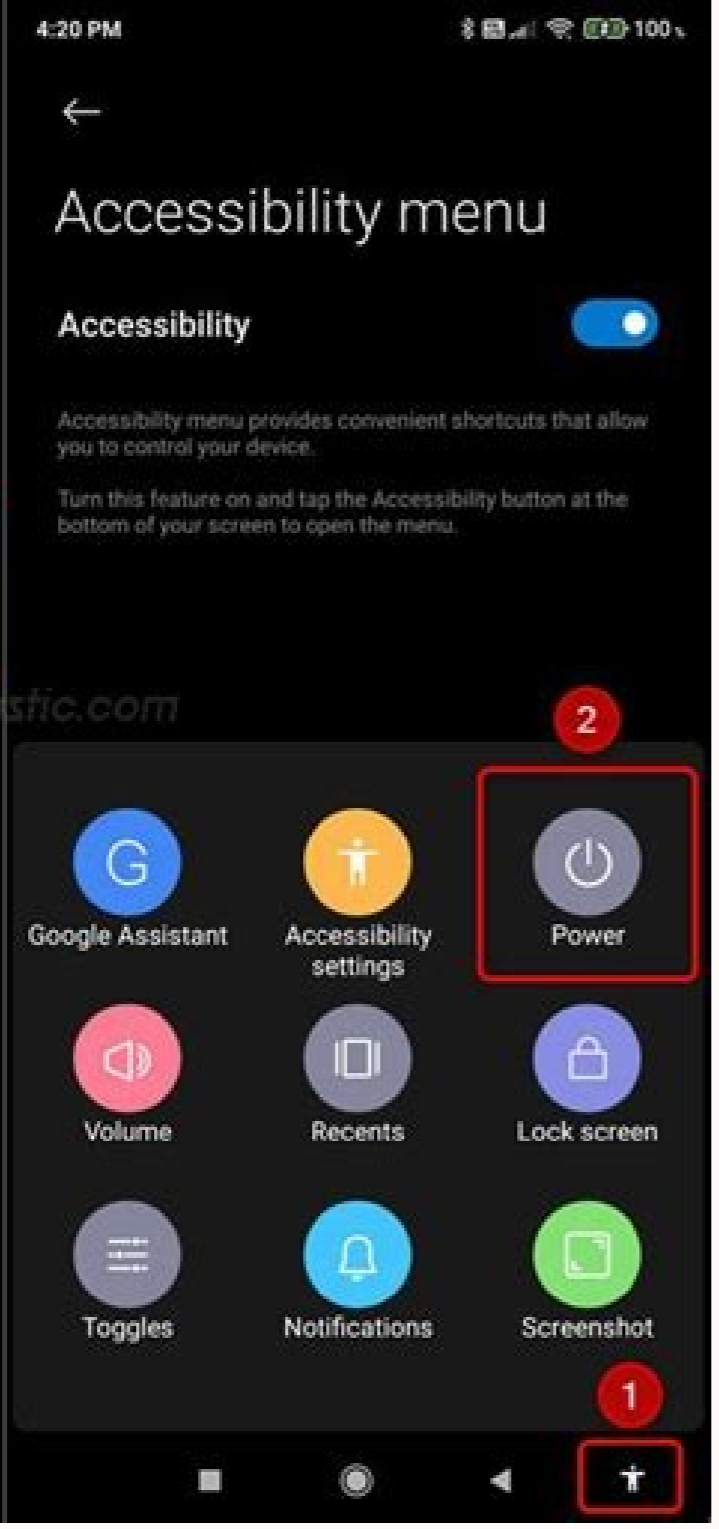 4:20 PM
100
Accessibility menu
Accessibility
Accessibility menu provides convenient shortcuts that allow
you to control your device.
Turn this feature on and tap the Accessibility button at the
bottom of your screen to open the menu.
stic.com
2
G
Google Assistant
Accessibility
settings
Power
Volume
Recents
Lock screen
Toggles
Notifications
Screenshot
1